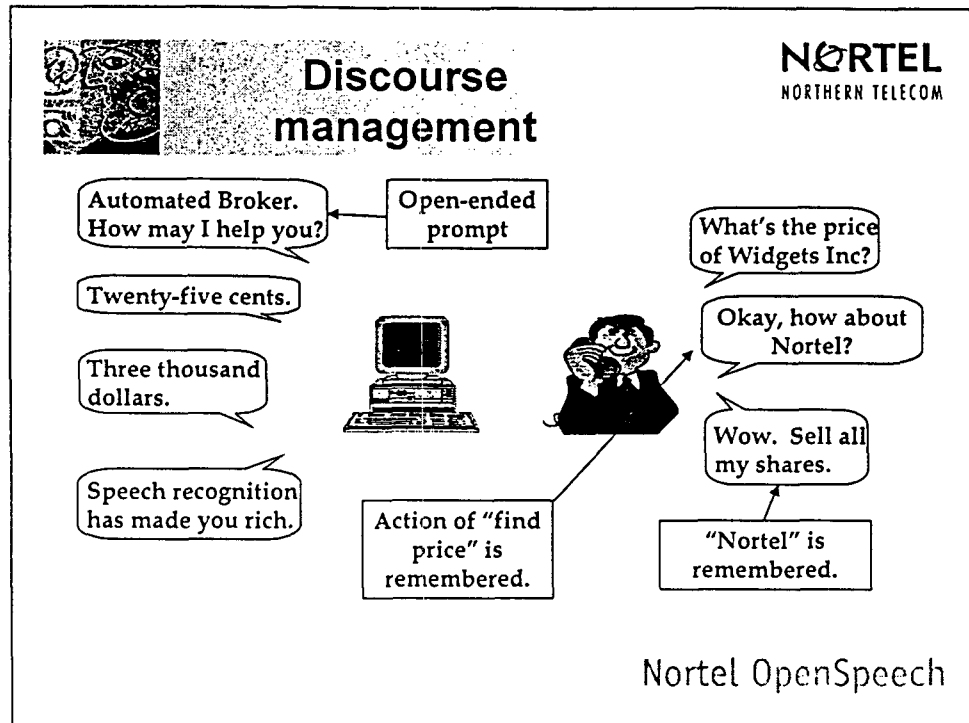 Discourse
management
NORTEL
NORTHERN TELECOM
Automated Broker.
How may I help you?
Open-ended
prompt
What's the price
of Widgets Inc?
Twenty-five cents.
Okay, how about
Nortel?
Three thousand
dollars.
Wow. Sell all
my shares.
Speech recognition
has made you rich.
Action of "find
price" is
remembered.
"Nortel" is
remembered.
Nortel OpenSpeech